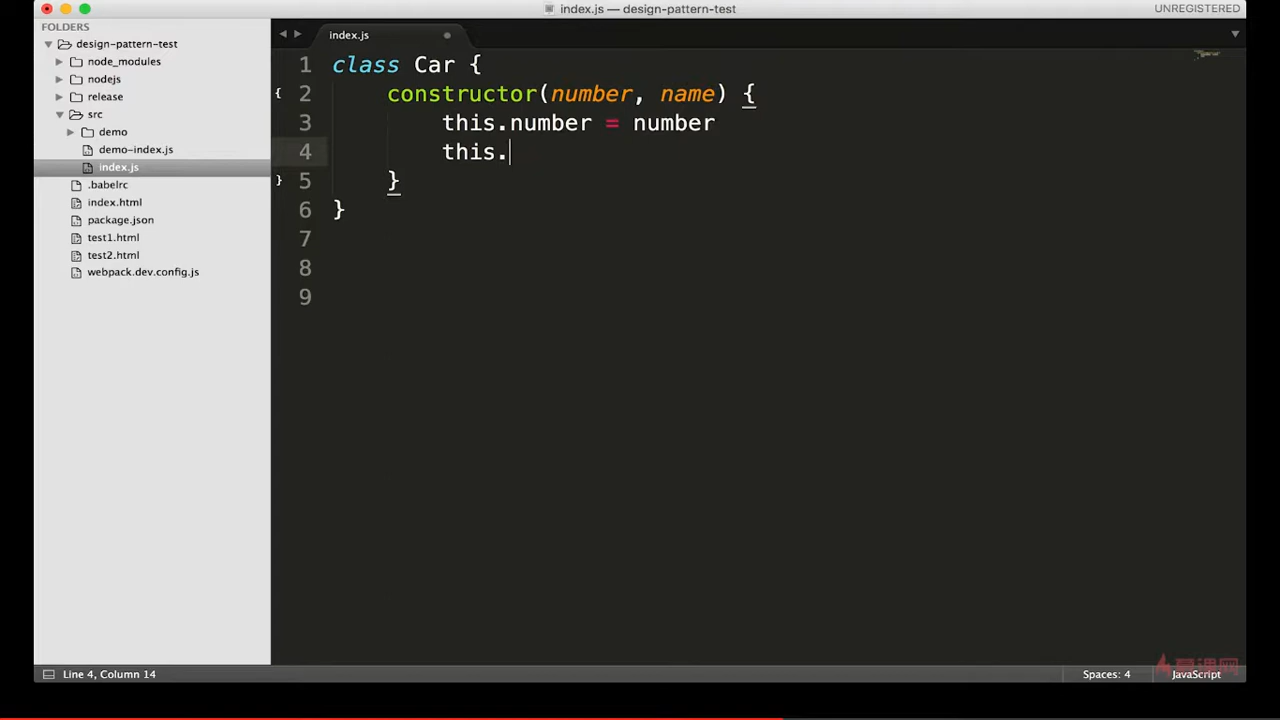 index.js — design-pattern-test
UNREGISTERED
FOLDERS
design-pattern-test
node_modules
nodejs
release
src
demo
demo-index.js
index.js
.babelrc
index.html
package.json
test1.html
test2.html
webpack.dev.config.js
index.js
1 class Car {
2 constructor(number, name) {
3 this.number = number
4 this.
5 }
6 }
7
8
9
Line 4, Column 14
Spaces: 4
JavaScript
慕课网